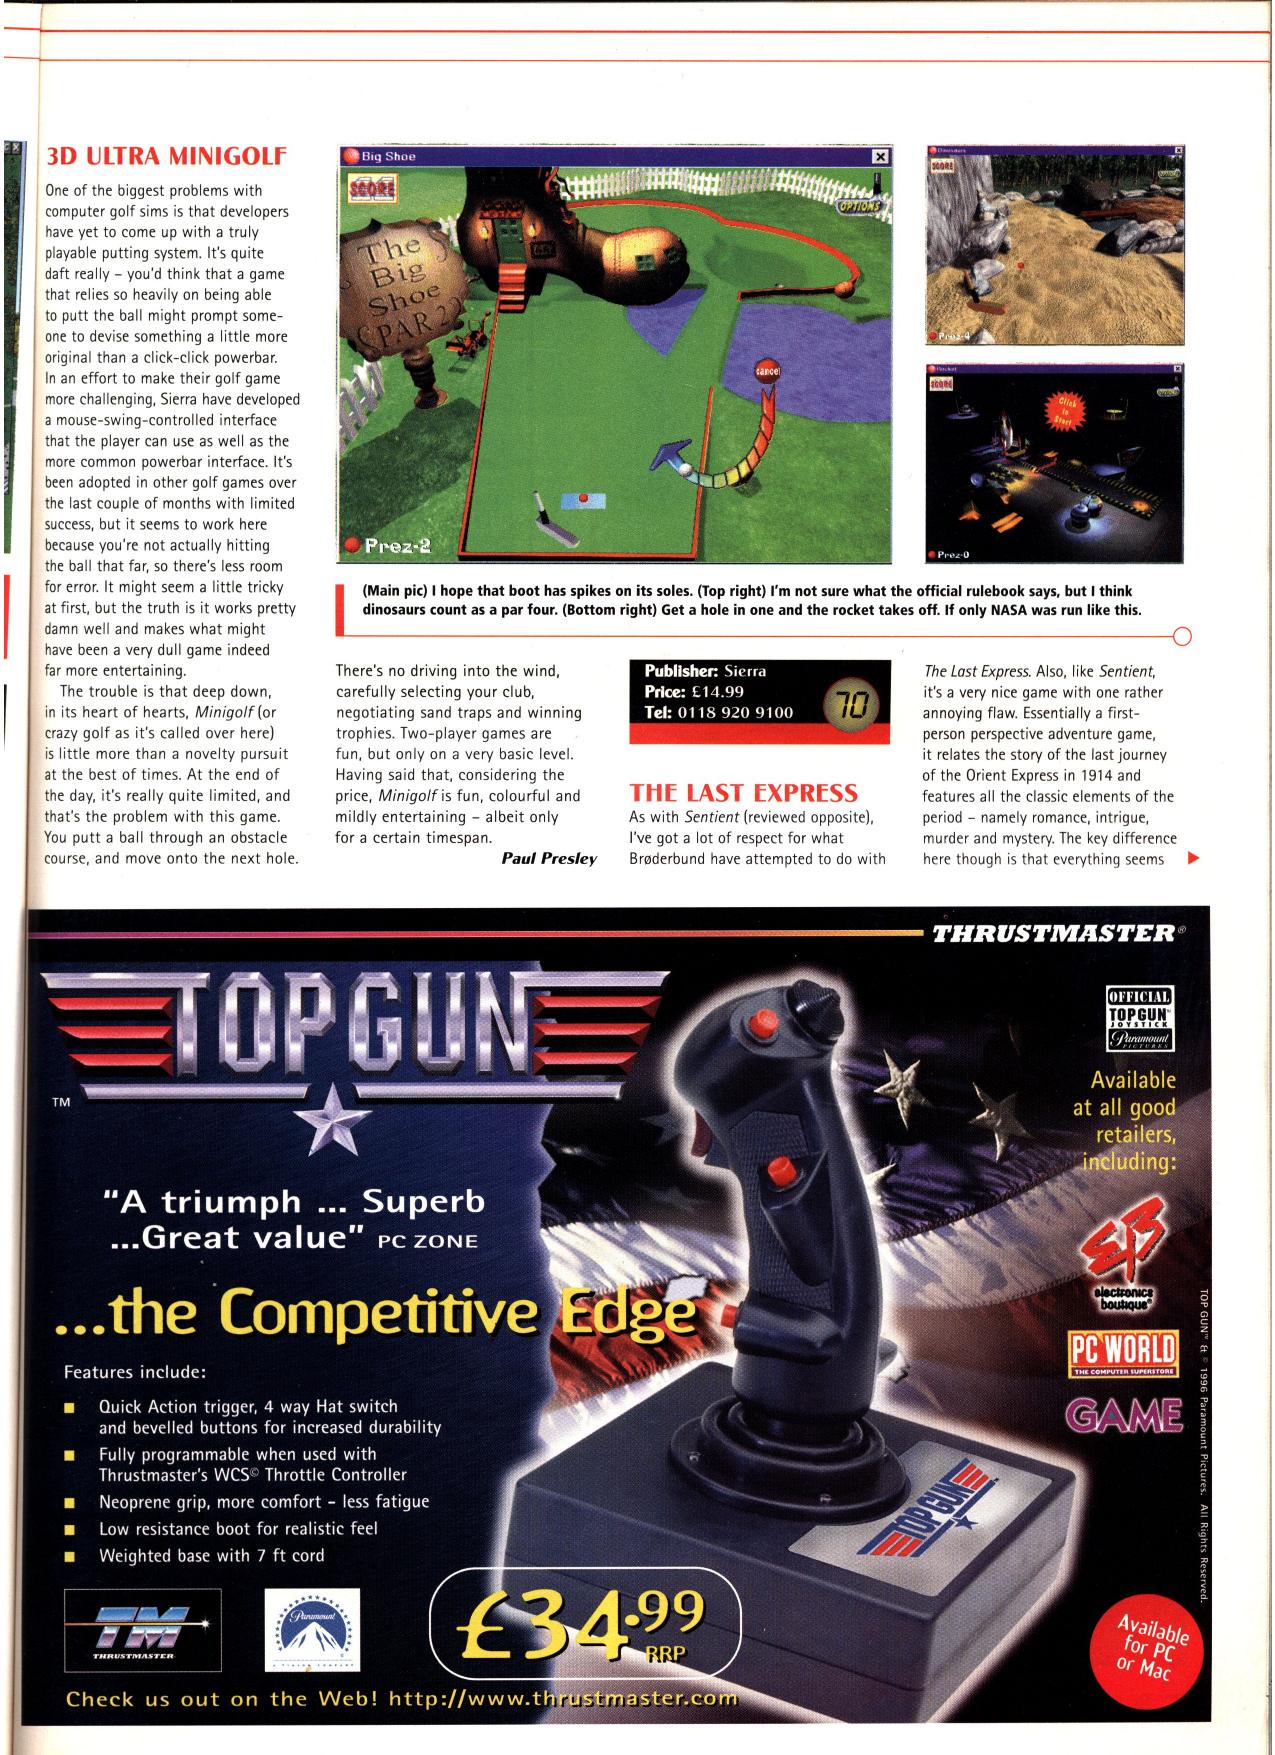 3D ULTRA MINIGOLF
One of the biggest problems with
computer golf sims is that developers
have yet to come up with a truly
playable putting system. It's quite
daft really – you'd think that a game
that relies so heavily on being able
to putt the ball might prompt some-
one to devise something a little more
original than a click-click powerbar.
In an effort to make their golf game
more challenging, Sierra have developed
a mouse-swing-controlled interface
that the player can use as well as the
more common powerbar interface. It's
been adopted in other golf games over
the last couple of months with limited
success, but it seems to work here
because you're not actually hitting
the ball that far, so there's less room
for error. It might seem a little tricky
at first, but the truth is it works pretty
damn well and makes what might
have been a very dull game indeed
far more entertaining.
The trouble is that deep down,
in its heart of hearts, Minigolf (or
crazy golf as it's called over here)
is little more than a novelty pursuit
at the best of times. At the end of
the day, it's really quite limited, and
that's the problem with this game.
You putt a ball through an obstacle
course, and move onto the next hole.
Big Shoe
SCORE
OPTIONS
The
Big
Shoe
PAR 2
cancel
Prez-2
Dinosaurs
SCORE
Prez-0
Rocket
SCORE
Click
to
Start
Prez-0
(Main pic) I hope that boot has spikes on its soles. (Top right) I'm not sure what the official rulebook says, but I think
dinosaurs count as a par four. (Bottom right) Get a hole in one and the rocket takes off. If only NASA was run like this.
There's no driving into the wind,
carefully selecting your club,
negotiating sand traps and winning
trophies. Two-player games are
fun, but only on a very basic level.
Having said that, considering the
price, Minigolf is fun, colourful and
mildly entertaining – albeit only
for a certain timespan.
Paul Presley
Publisher: Sierra
Price: £14.99
Tel: 0118 920 9100
70
THE LAST EXPRESS
As with Sentient (reviewed opposite),
I've got a lot of respect for what
Brøderbund have attempted to do with
The Last Express. Also, like Sentient,
it's a very nice game with one rather
annoying flaw. Essentially a first-
person perspective adventure game,
it relates the story of the last journey
of the Orient Express in 1914 and
features all the classic elements of the
period – namely romance, intrigue,
murder and mystery. The key difference
here though is that everything seems
THRUSTMASTER®
TOPGUN
TM
OFFICIAL
TOPGUN™
JOYSTICK
Paramount
PICTURES
Available
at all good
retailers,
including:
"A triumph ... Superb
...Great value" PC ZONE
...the Competitive Edge
electronics
boutique®
PC WORLD
THE COMPUTER SUPERSTORE
GAME
Features include:
Quick Action trigger, 4 way Hat switch
and bevelled buttons for increased durability
Fully programmable when used with
Thrustmaster's WCS© Throttle Controller
Neoprene grip, more comfort – less fatigue
Low resistance boot for realistic feel
Weighted base with 7 ft cord
TOPGUN
TM
THRUSTMASTER
Paramount
£34.99
RRP
Available
for PC
or Mac
Check us out on the Web! http://www.thrustmaster.com
TOP GUN™ & © 1996 Paramount Pictures. All Rights Reserved.